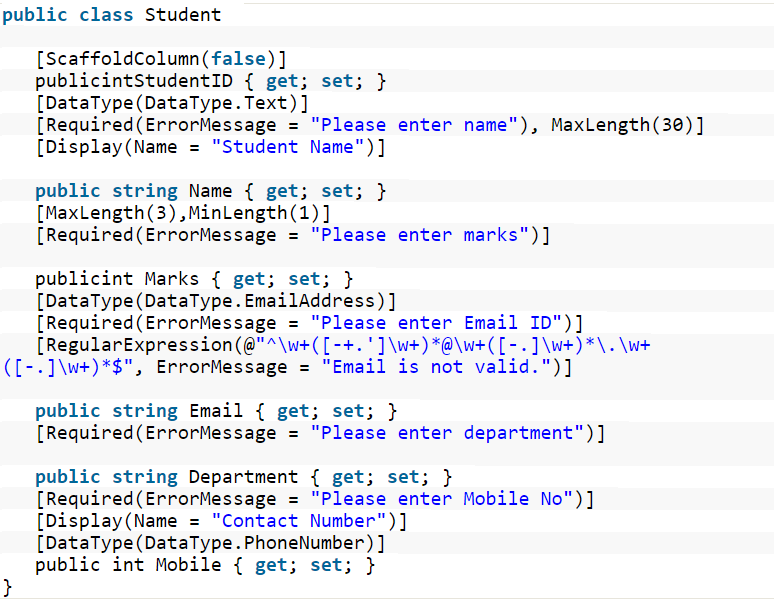 public class Student
[ScaffoldColumn(false)]
publicintStudentID { get; set; }
[DataType(DataType.Text)]
[Required(ErrorMessage = "Please enter name"), MaxLength(30)]
[Display(Name = "Student Name")]
public string Name { get; set; }
[MaxLength(3),MinLength(1)]
[Required(ErrorMessage = "Please enter marks")]
publicint Marks { get; set; }
[DataType(DataType.EmailAddress)]
[Required(ErrorMessage = "Please enter Email ID")]
[RegularExpression(@"^\w+([-+.']\w+)*@\w+([-.]\w+)*\.\w+
([-.]\w+)*$", ErrorMessage = "Email is not valid.")]
public string Email { get; set; }
[Required(ErrorMessage = "Please enter department")]
public string Department { get; set; }
[Required(ErrorMessage = "Please enter Mobile No")]
[Display(Name = "Contact Number")]
[DataType(DataType.PhoneNumber)]
public int Mobile { get; set; }
}